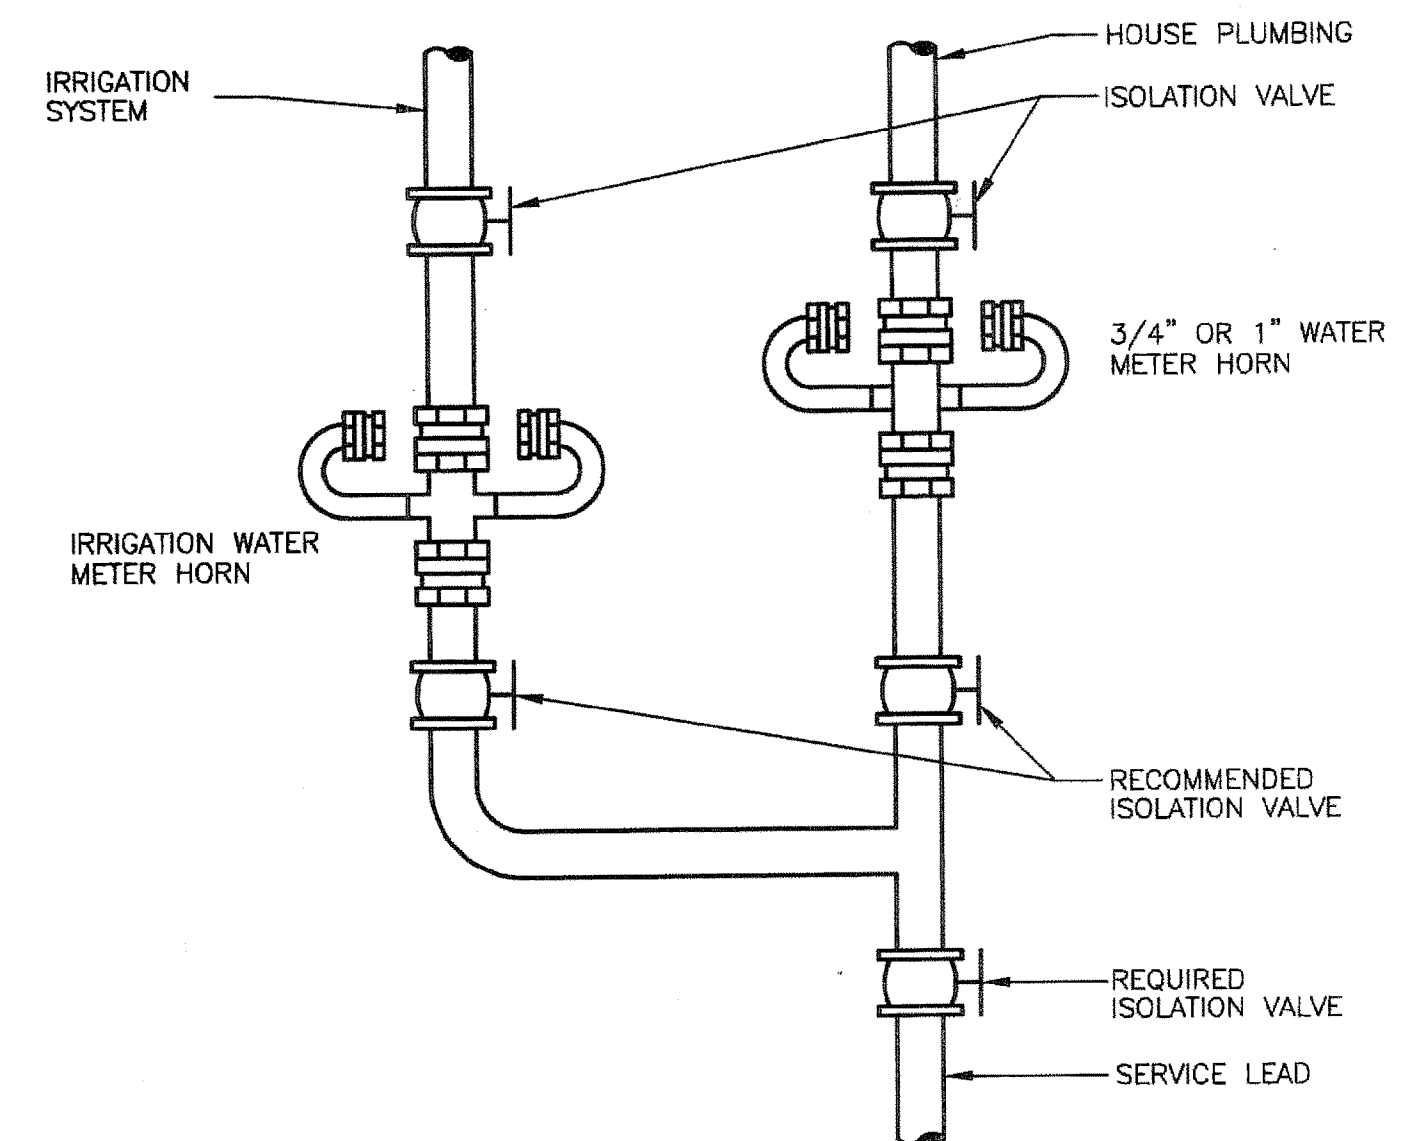 HOUSE PLUMBING
IRRIGATION
SYSTEM
ISOLATION VALVE
3/4" OR 1" WATER
METER HORN
IRRIGATION WATER
METER HORN
RECOMMENDED
ISOLATION VALVE
REQUIRED
ISOLATION VALVE
SERVICE LEAD